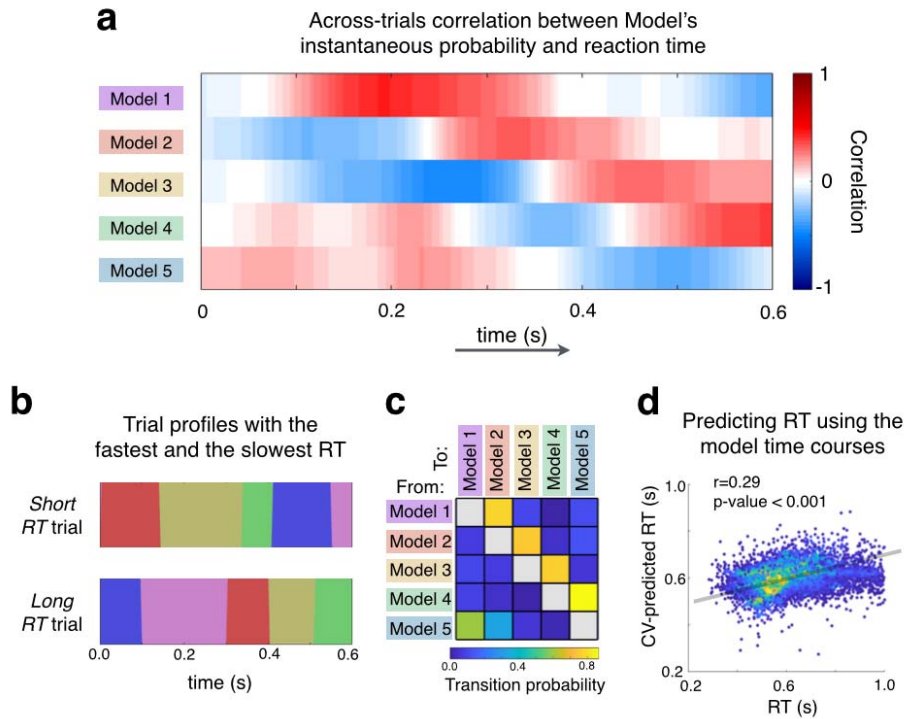 a
Across-trials correlation between Model's
instantaneous probability and reaction time
Model 1
Model 2
Model 3
Model 4
Model 5
0
0.2
0.4
0.6
time (s)
1
0
-1
Correlation
b
Trial profiles with the
fastest and the slowest RT
Short
RT trial
Long
RT trial
0.0
0.2
0.4
0.6
time (s)
c
To:
From:
Model 1
Model 2
Model 3
Model 4
Model 5
Model 1
Model 2
Model 3
Model 4
Model 5
0.0
0.4
0.8
Transition probability
d
Predicting RT using the
model time courses
r=0.29
p-value < 0.001
CV-predicted RT (s)
1.0
0.6
0.2
0.2
0.6
1.0
RT (s)